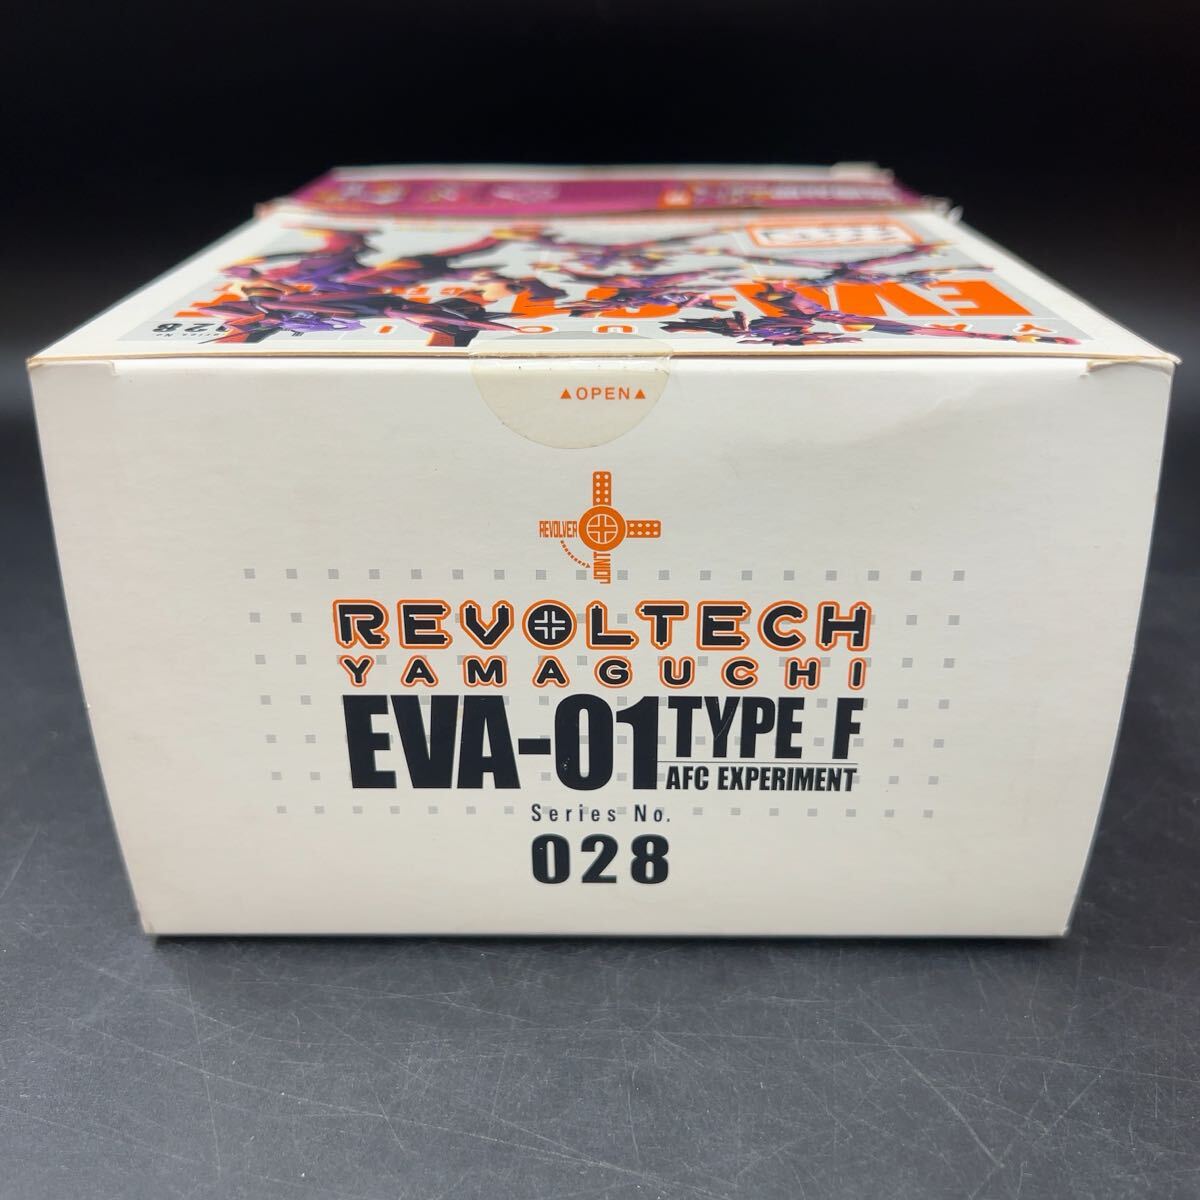 ▲OPEN▲
REVOLVER
JOINT
REVOLTECH
YAMAGUCHI
EVA-01 TYPE F
AFC EXPERIMENT
Series No.
028